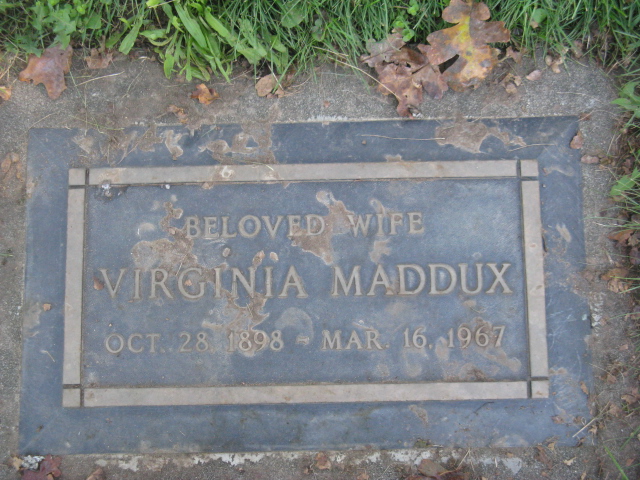 BELOVED WIFE
VIRGINIA MADDUX
OCT. 28, 1898 - MAR. 16, 1967